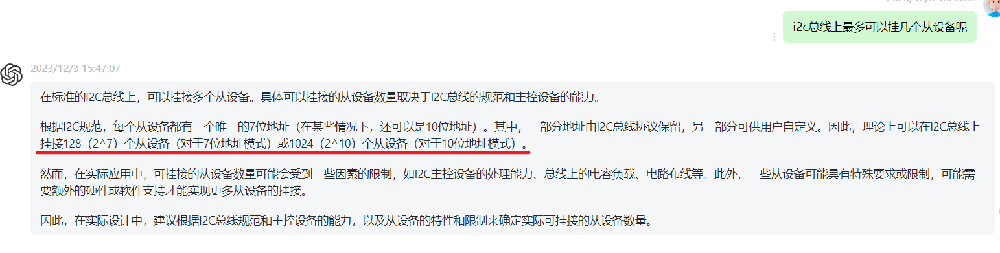 i2c总线上最多可以挂几个从设备呢
2023/12/3 15:47:07
在标准的I2C总线上，可以挂接多个从设备。具体可以挂接的从设备数量取决于I2C总线的规范和主控设备的能力。
根据I2C规范，每个从设备都有一个唯一的7位地址（在某些情况下，还可以是10位地址）。其中，一部分地址由I2C总线协议保留，另一部分可供用户自定义。因此，理论上可以在I2C总线上
挂接128（2^7）个从设备（对于7位地址模式）或1024（2^10）个从设备（对于10位地址模式）。
然而，在实际应用中，可挂接的从设备数量可能会受到一些因素的限制，如I2C主控设备的处理能力、总线上的电容负载、电路布线等。此外，一些从设备可能具有特殊要求或限制，可能需
要额外的硬件或软件支持才能实现更多从设备的挂接。
因此，在实际设计中，建议根据I2C总线规范和主控设备的能力，以及从设备的特性和限制来确定实际可挂接的从设备数量。